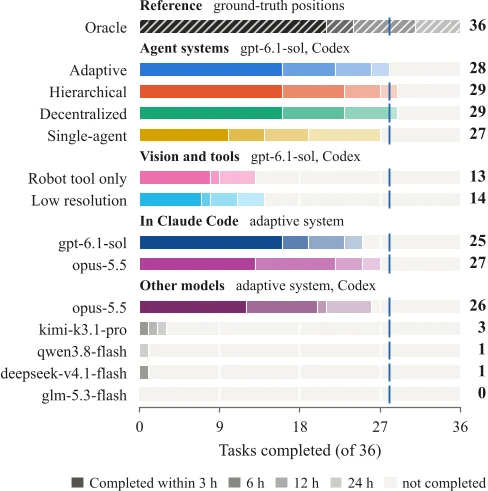 Reference ground-truth positions
Oracle 36
Agent systems gpt-6.1-sol, Codex
Adaptive 28
Hierarchical 29
Decentralized 29
Single-agent 27
Vision and tools gpt-6.1-sol, Codex
Robot tool only 13
Low resolution 14
In Claude Code adaptive system
gpt-6.1-sol 25
opus-5.5 27
Other models adaptive system, Codex
opus-5.5 26
kimi-k3.1-pro 3
qwen3.8-flash 1
deepseek-v4.1-flash 1
glm-5.3-flash 0
0 9 18 27 36
Tasks completed (of 36)
Completed within 3 h 6 h 12 h 24 h not completed